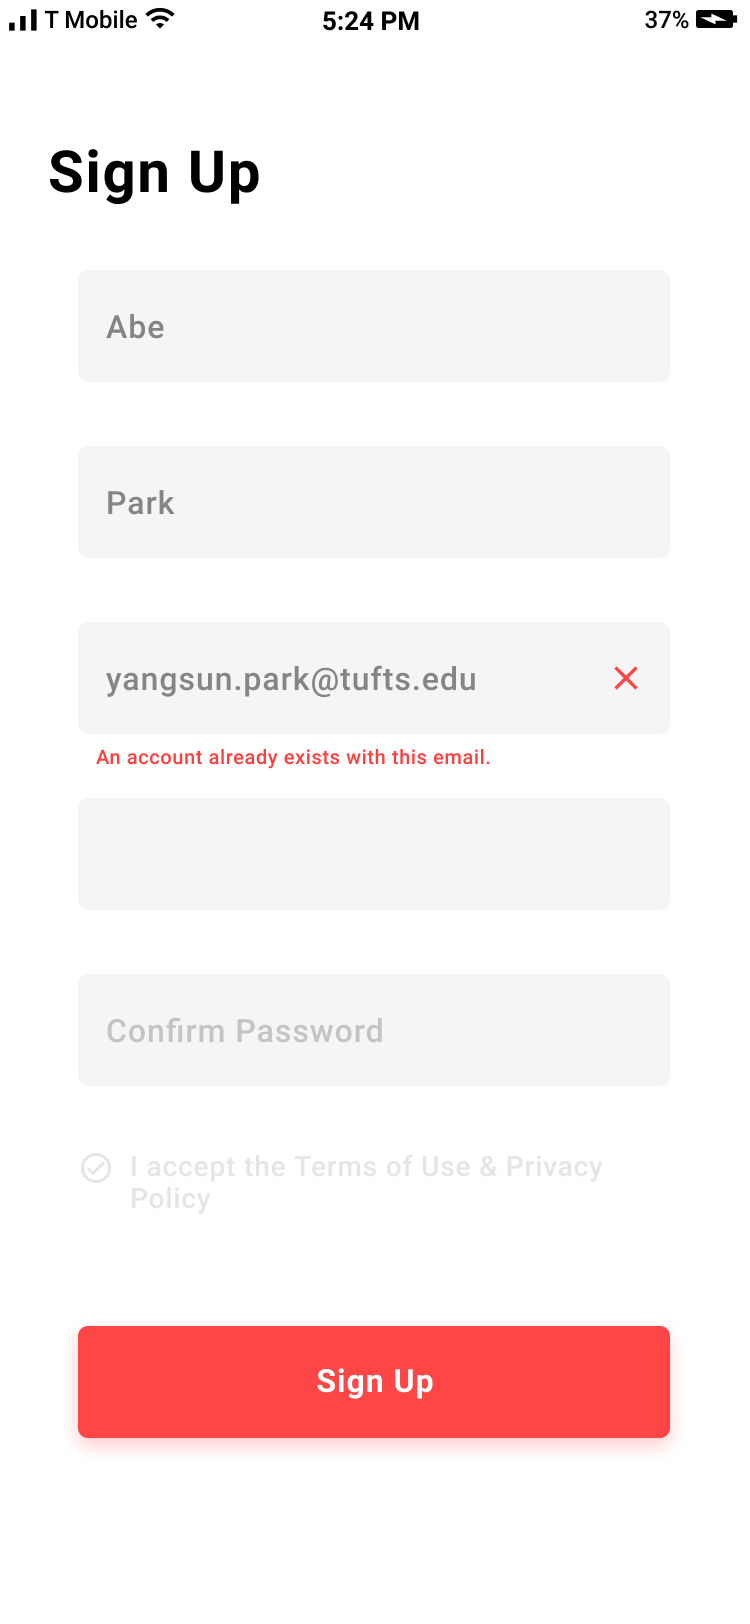 T Mobile 5:24 PM 37%
Sign Up
Abe
Park
yangsun.park@tufts.edu
An account already exists with this email.
Confirm Password
I accept the Terms of Use & Privacy
Policy
Sign Up